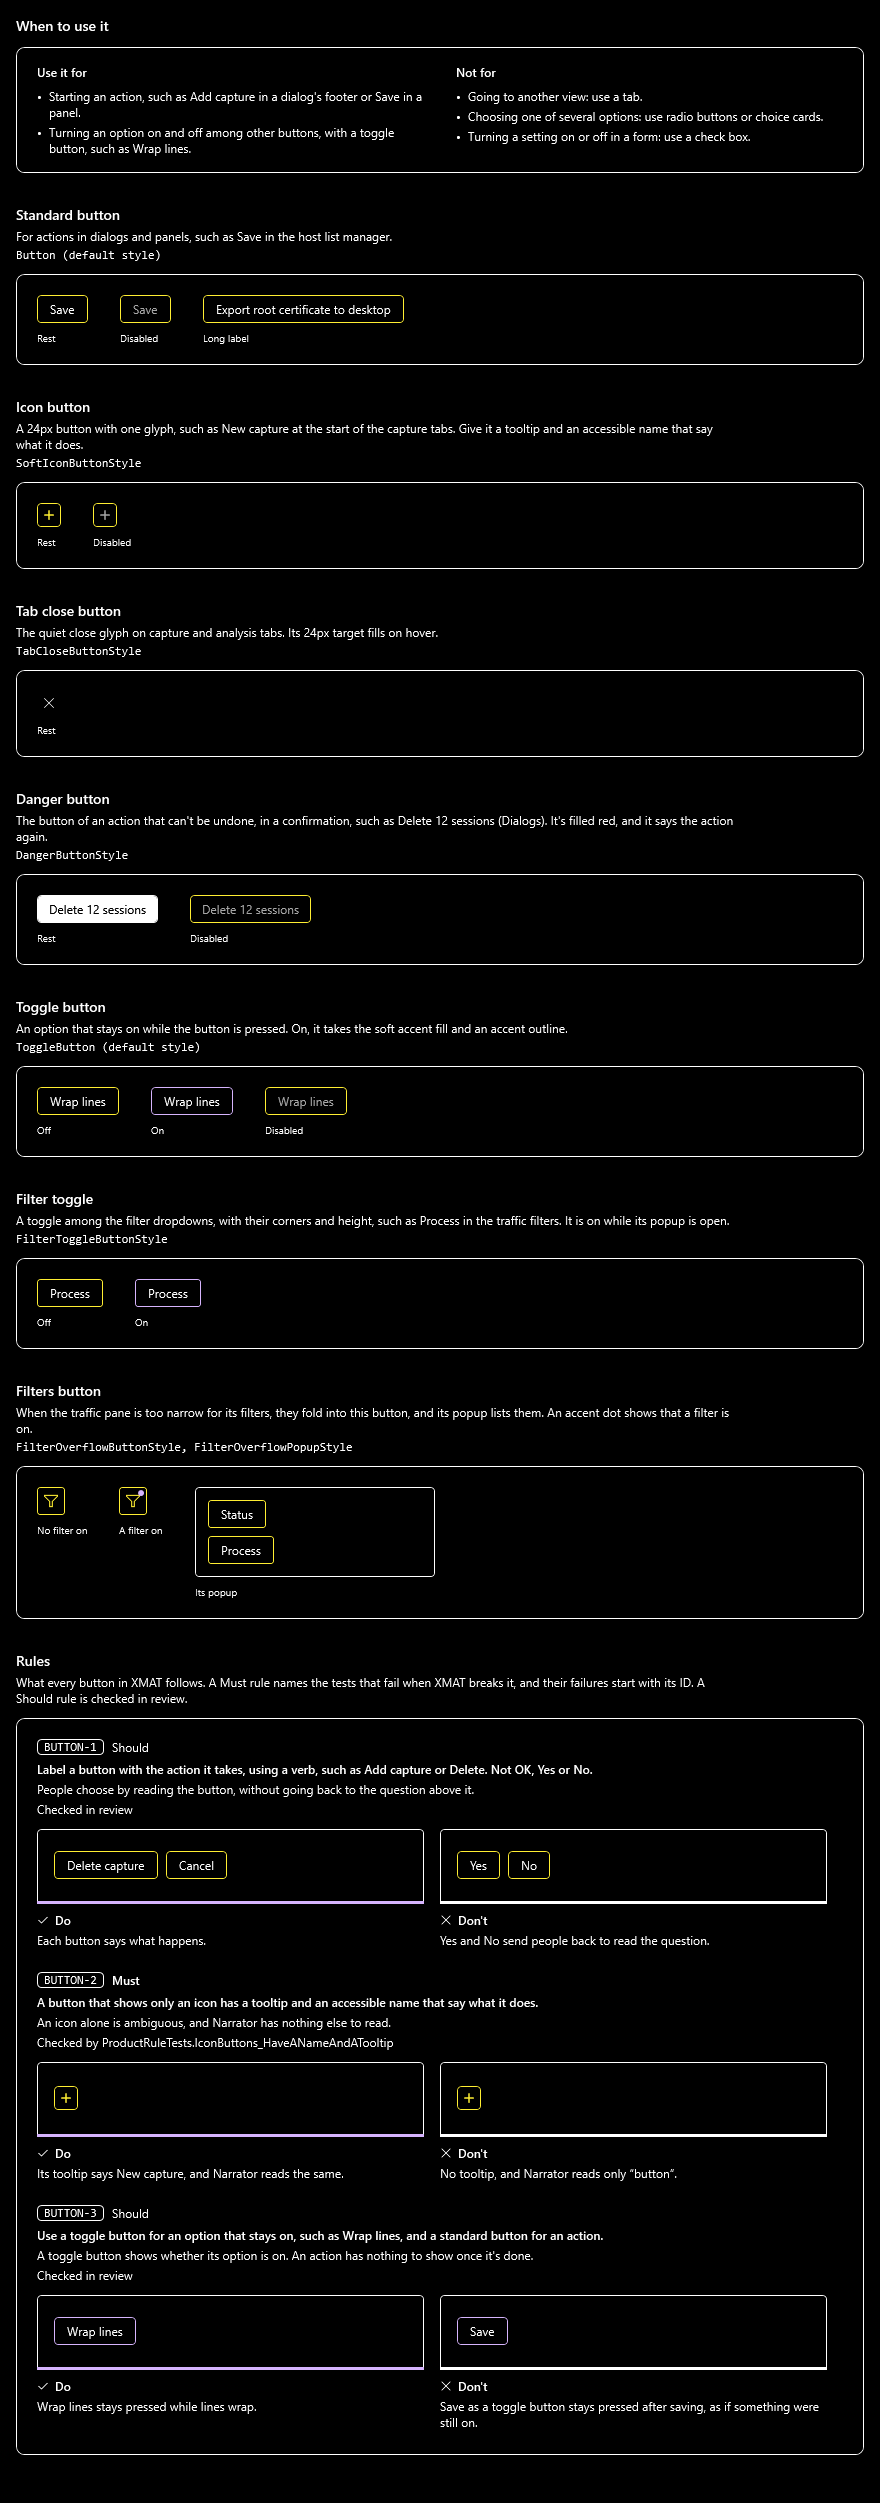 When to use it
Use it for
• Starting an action, such as Add capture in a dialog's footer or Save in a
panel.
• Turning an option on and off among other buttons, with a toggle
button, such as Wrap lines.
Not for
• Going to another view: use a tab.
• Choosing one of several options: use radio buttons or choice cards.
• Turning a setting on or off in a form: use a check box.
Standard button
For actions in dialogs and panels, such as Save in the host list manager.
Button (default style)
Save Save Export root certificate to desktop
Rest Disabled Long label
Icon button
A 24px button with one glyph, such as New capture at the start of the capture tabs. Give it a tooltip and an accessible name that say
what it does.
SoftIconButtonStyle
Rest Disabled
Tab close button
The quiet close glyph on capture and analysis tabs. Its 24px target fills on hover.
TabCloseButtonStyle
Rest
Danger button
The button of an action that can't be undone, in a confirmation, such as Delete 12 sessions (Dialogs). It's filled red, and it says the action
again.
DangerButtonStyle
Delete 12 sessions Delete 12 sessions
Rest Disabled
Toggle button
An option that stays on while the button is pressed. On, it takes the soft accent fill and an accent outline.
ToggleButton (default style)
Wrap lines Wrap lines Wrap lines
Off On Disabled
Filter toggle
A toggle among the filter dropdowns, with their corners and height, such as Process in the traffic filters. It is on while its popup is open.
FilterToggleButtonStyle
Process Process
Off On
Filters button
When the traffic pane is too narrow for its filters, they fold into this button, and its popup lists them. An accent dot shows that a filter is
on.
FilterOverflowButtonStyle, FilterOverflowPopupStyle
Status
Process
No filter on A filter on
Its popup
Rules
What every button in XMAT follows. A Must rule names the tests that fail when XMAT breaks it, and their failures start with its ID. A
Should rule is checked in review.
BUTTON-1 Should
Label a button with the action it takes, using a verb, such as Add capture or Delete. Not OK, Yes or No.
People choose by reading the button, without going back to the question above it.
Checked in review
Delete capture Cancel
Do
Each button says what happens.
Yes No
Don't
Yes and No send people back to read the question.
BUTTON-2 Must
A button that shows only an icon has a tooltip and an accessible name that say what it does.
An icon alone is ambiguous, and Narrator has nothing else to read.
Checked by ProductRuleTests.IconButtons_HaveANameAndATooltip
Do
Its tooltip says New capture, and Narrator reads the same.
Don't
No tooltip, and Narrator reads only “button”.
BUTTON-3 Should
Use a toggle button for an option that stays on, such as Wrap lines, and a standard button for an action.
A toggle button shows whether its option is on. An action has nothing to show once it's done.
Checked in review
Wrap lines
Do
Wrap lines stays pressed while lines wrap.
Save
Don't
Save as a toggle button stays pressed after saving, as if something were
still on.